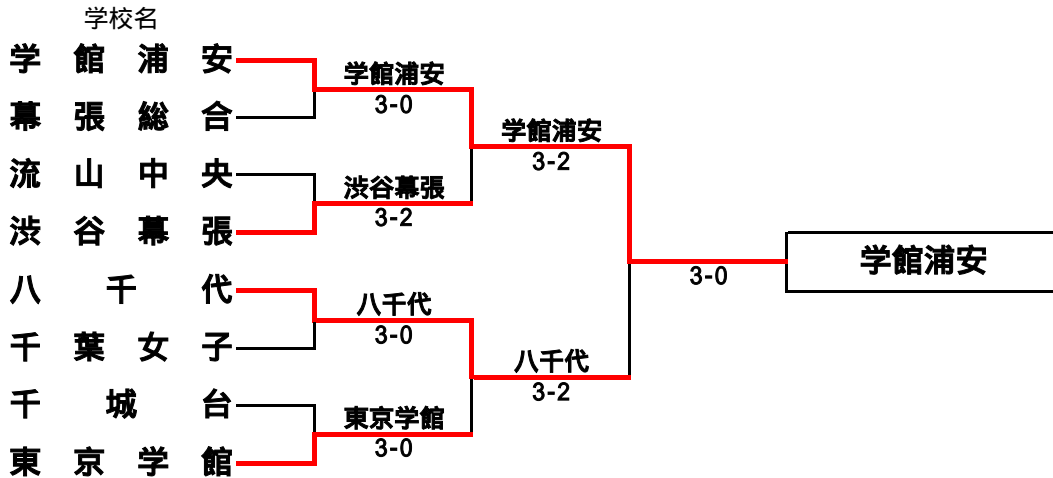 学校名
学館浦安
幕張総合
流山中央
渋谷幕張
八千代
千葉女子
千城台
東京学館
学館浦安
3-0
渋谷幕張
3-2
八千代
3-0
東京学館
3-0
学館浦安
3-2
八千代
3-2
3-0
学館浦安